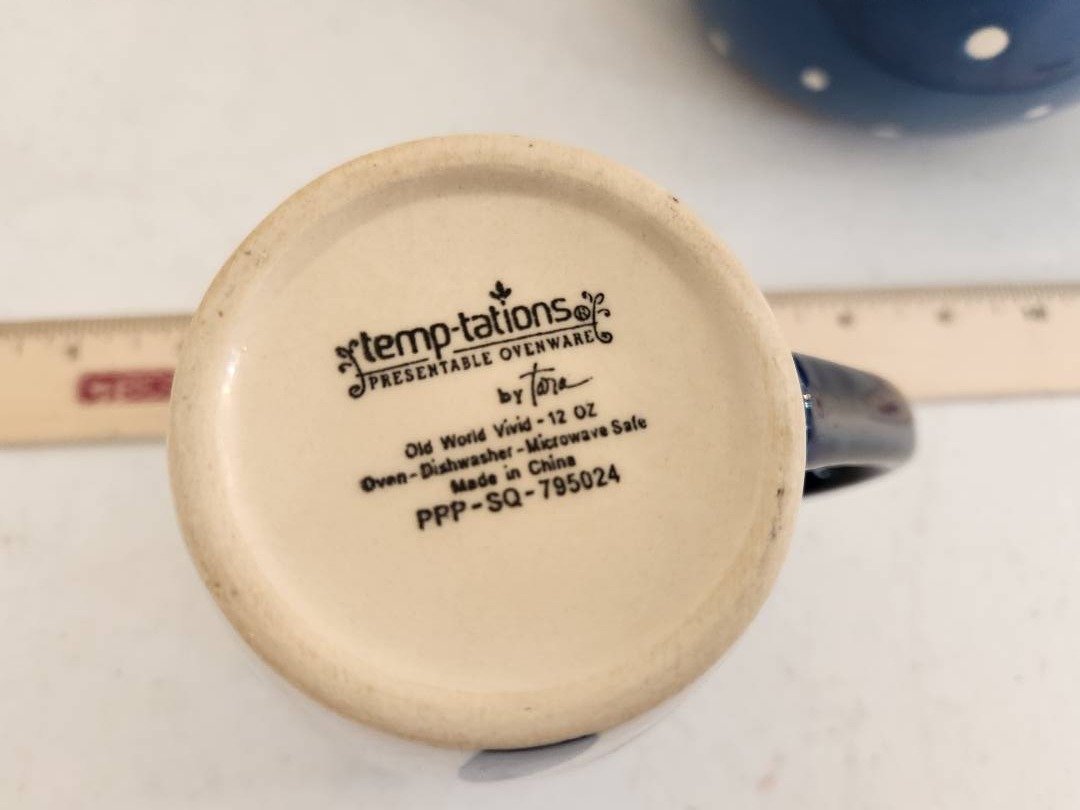 temp-tations®
PRESENTABLE OVENWARE
by Tara
Old World Vivid - 12 OZ
Oven - Dishwasher - Microwave Safe
Made in China
PPP-SQ-795024